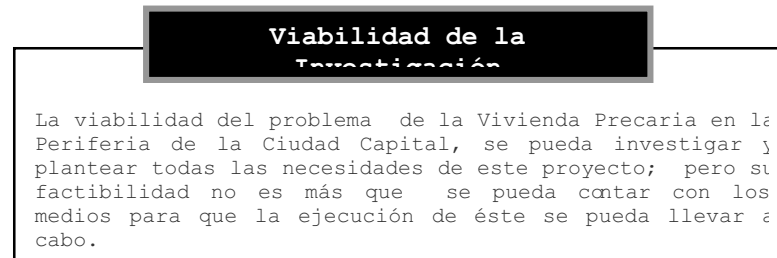 Viabilidad de la
Investigación
La viabilidad del problema de la Vivienda Precaria en la
Periferia de la Ciudad Capital, se pueda investigar y
plantear todas las necesidades de este proyecto; pero su
factibilidad no es más que se pueda contar con los
medios para que la ejecución de éste se pueda llevar a
cabo.